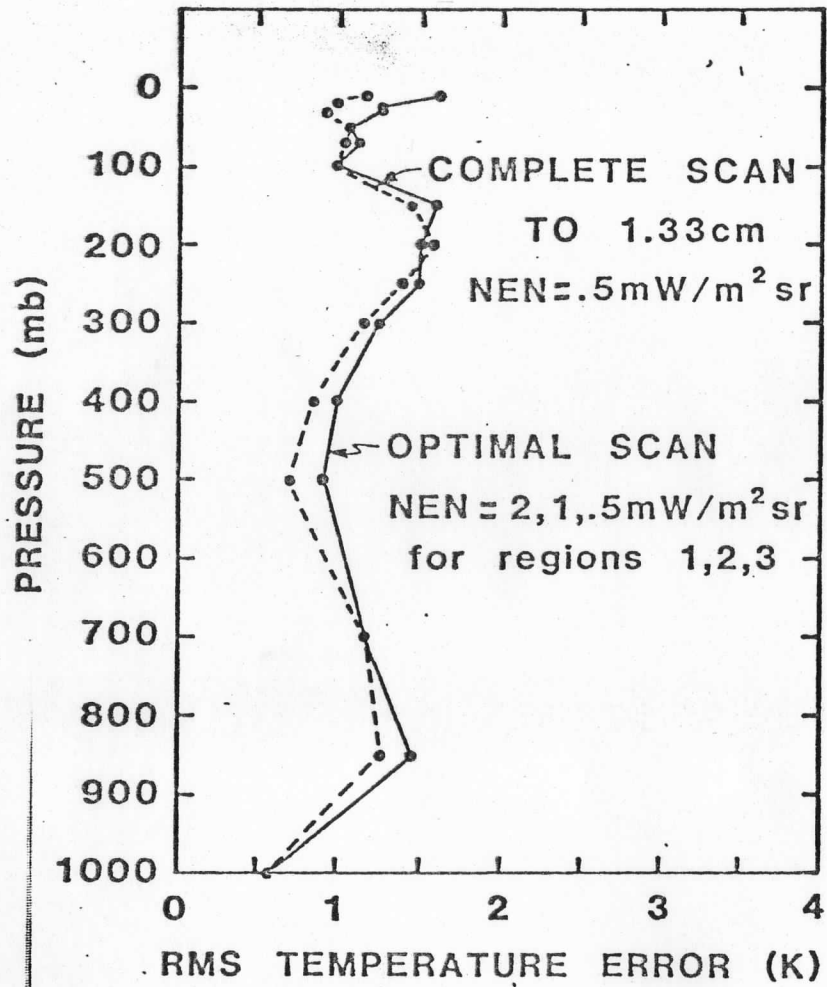 0
100
200
300
400
500
600
700
800
900
1000
PRESSURE (mb)
COMPLETE SCAN
TO 1.33cm
NEN=.5mW/m²sr
OPTIMAL SCAN
NEN=2,1,.5mW/m²sr
for regions 1,2,3
0 1 2 3 4
RMS TEMPERATURE ERROR (K)